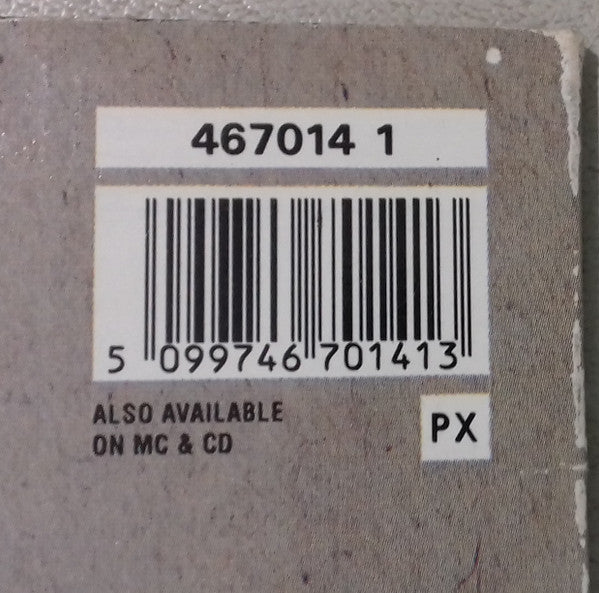 467014 1
5 099746 701413
ALSO AVAILABLE
ON MC & CD
PX